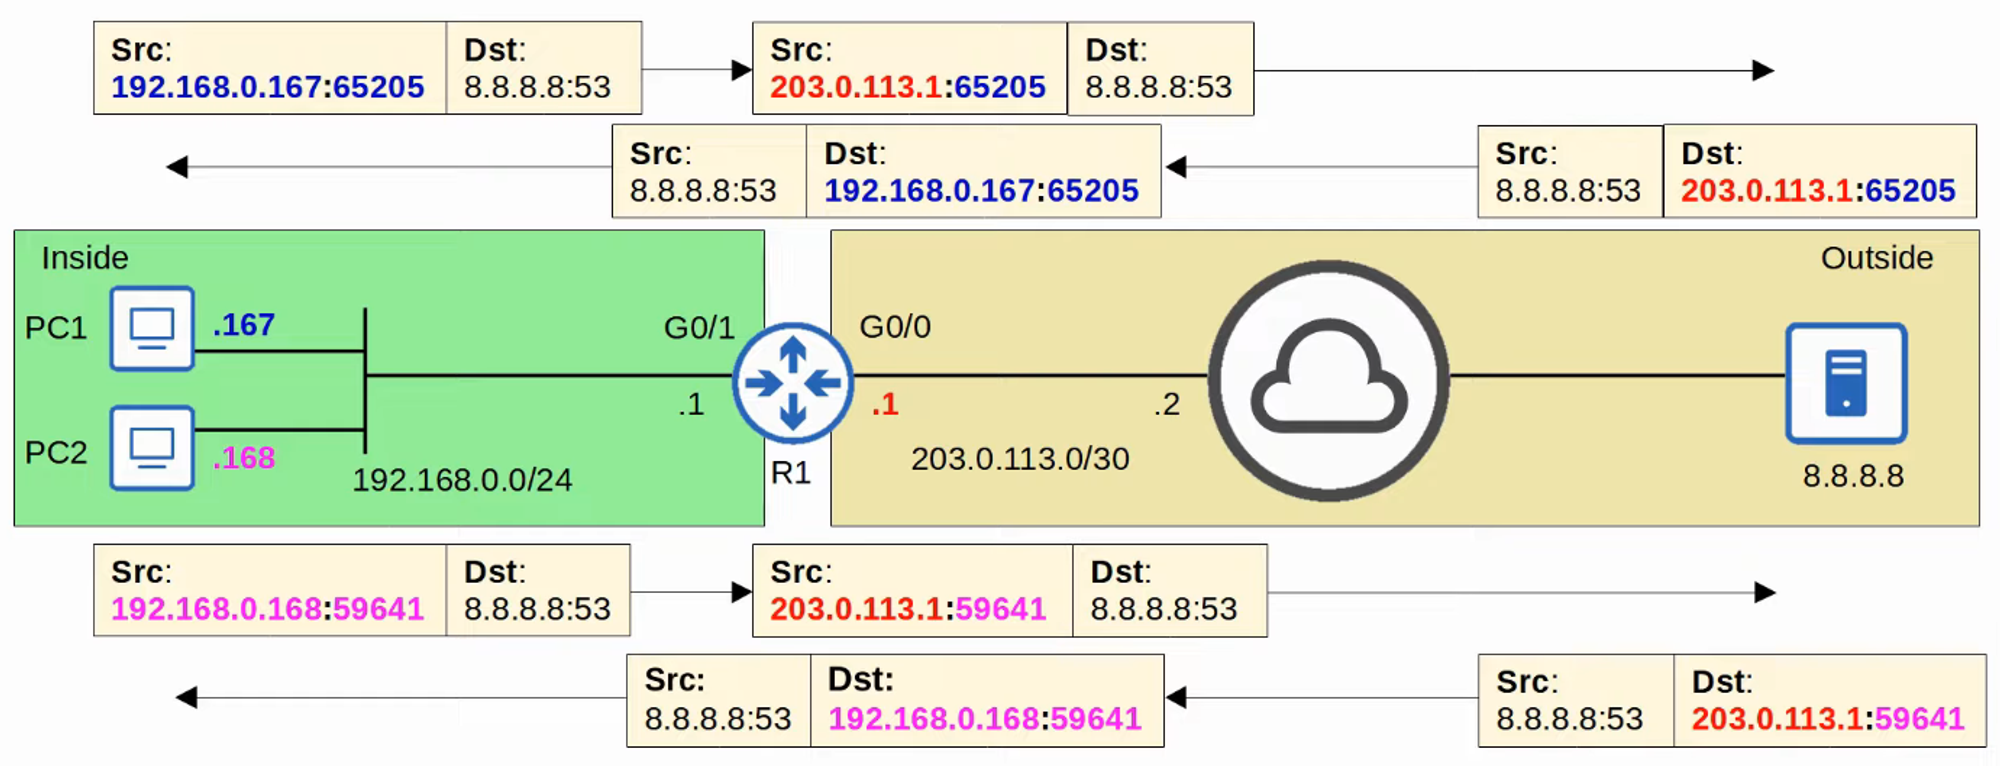 Src:
192.168.0.167:65205
Dst:
8.8.8.8:53
Src:
203.0.113.1:65205
Dst:
8.8.8.8:53
Src:
8.8.8.8:53
Dst:
192.168.0.167:65205
Src:
8.8.8.8:53
Dst:
203.0.113.1:65205
Inside
Outside
PC1
.167
G0/1
G0/0
.1
.1
.2
PC2
.168
192.168.0.0/24
R1
203.0.113.0/30
8.8.8.8
Src:
192.168.0.168:59641
Dst:
8.8.8.8:53
Src:
203.0.113.1:59641
Dst:
8.8.8.8:53
Src:
8.8.8.8:53
Dst:
192.168.0.168:59641
Src:
8.8.8.8:53
Dst:
203.0.113.1:59641